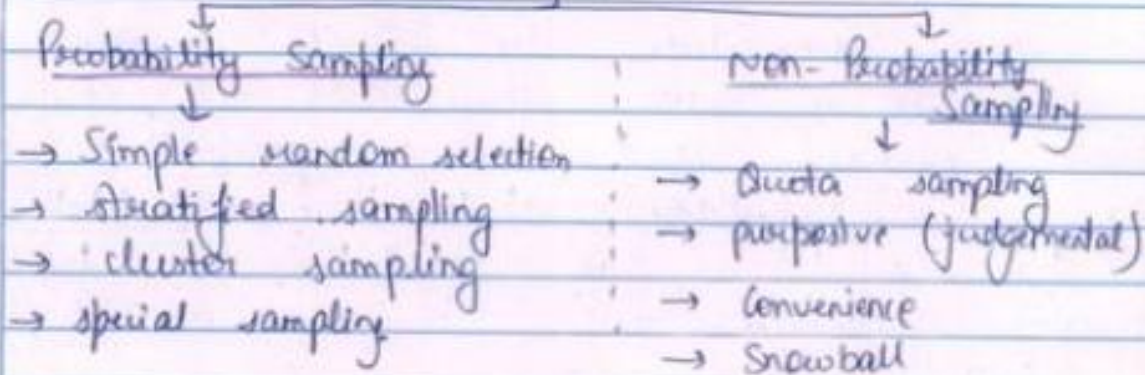 Probability Sampling
→ Simple random selection
→ stratified sampling
→ cluster sampling
→ special sampling
Non-Probability
Sampling
→ Quota sampling
→ purposive (judgemental)
→ Convenience
→ Snowball